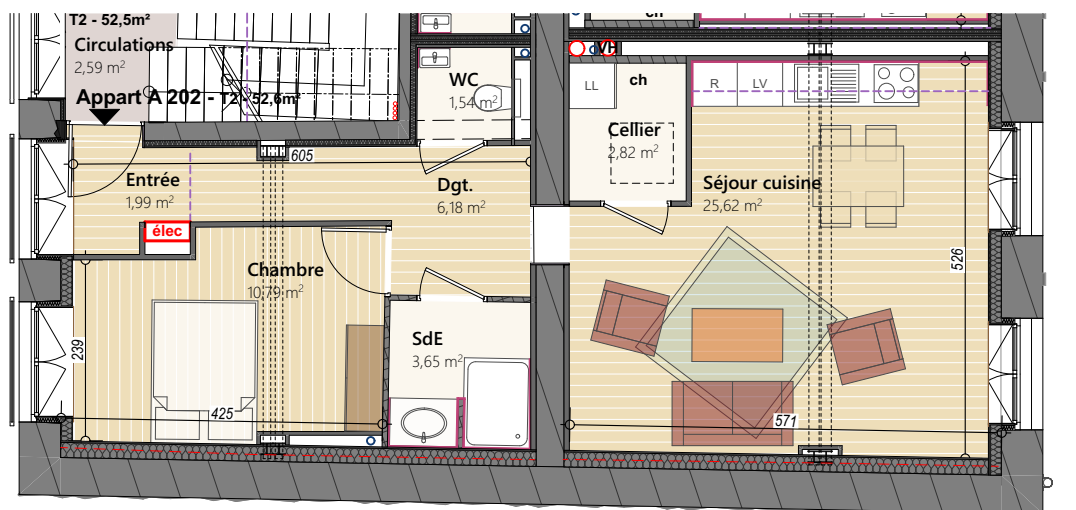 T2 - 52,5m²
Circulations
2,59 m²
Appart A 202 - T2 - 52,6m²
ch
VH
WC
1,54 m²
LL
ch
R
LV
Cellier
2,82 m²
605
Entrée
1,99 m²
Dgt.
6,18 m²
Séjour cuisine
25,62 m²
élec
526
Chambre
10,79 m²
239
SdE
3,65 m²
425
571